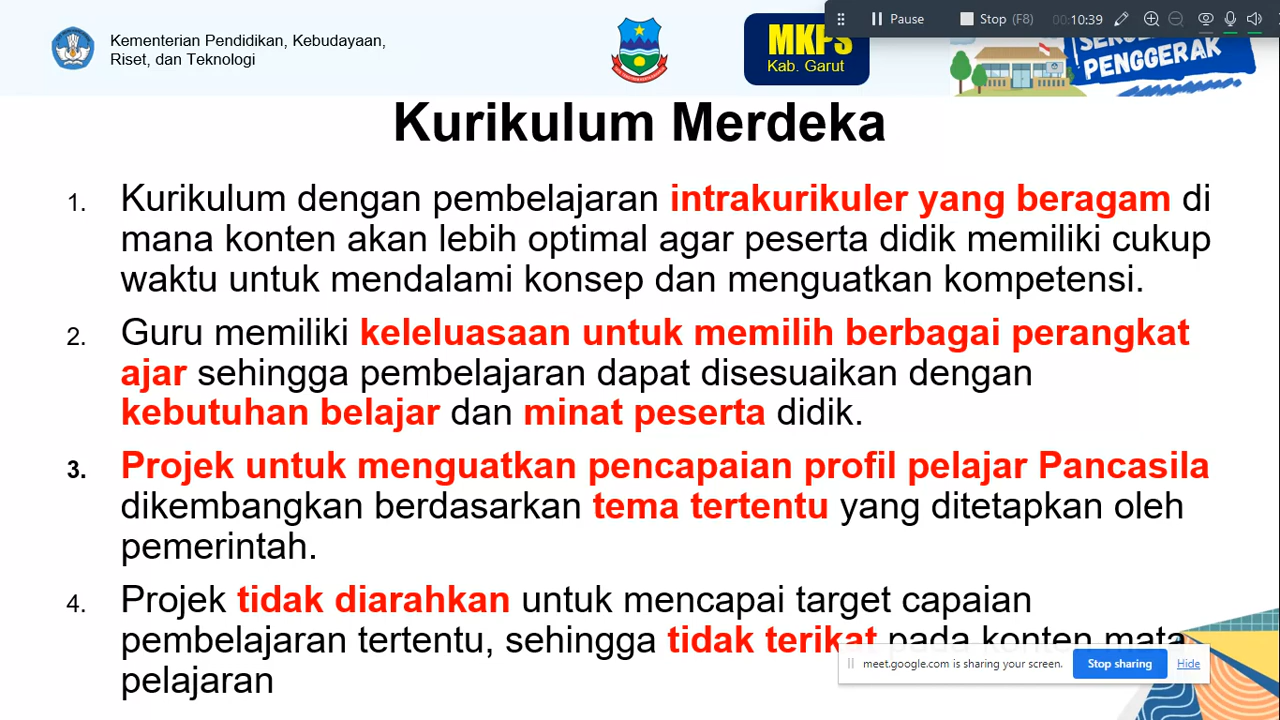 Kementerian Pendidikan, Kebudayaan,
Riset, dan Teknologi
MKPS
Kab. Garut
Pause
Stop (F8)
00:10:39
PENGGERAK
Kurikulum Merdeka
1. Kurikulum dengan pembelajaran intrakurikuler yang beragam di
mana konten akan lebih optimal agar peserta didik memiliki cukup
waktu untuk mendalami konsep dan menguatkan kompetensi.
2. Guru memiliki keleluasaan untuk memilih berbagai perangkat
ajar sehingga pembelajaran dapat disesuaikan dengan
kebutuhan belajar dan minat peserta didik.
3. Projek untuk menguatkan pencapaian profil pelajar Pancasila
dikembangkan berdasarkan tema tertentu yang ditetapkan oleh
pemerintah.
4. Projek tidak diarahkan untuk mencapai target capaian
pembelajaran tertentu, sehingga tidak terikat pada konten mata
pelajaran
meet.google.com is sharing your screen.
Stop sharing
Hide